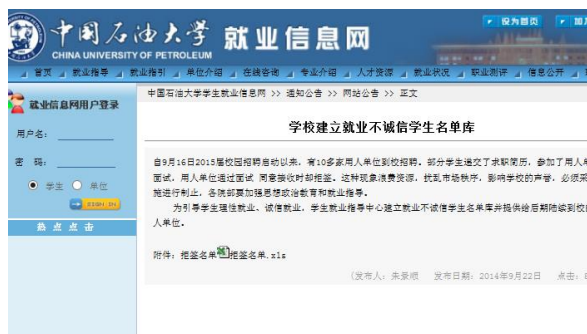 设为首页
中国石油大学
就业信息网
CHINA UNIVERSITY OF PETROLEUM
首页 就业指导 就业指引 单位介绍 在线咨询 专业介绍 人才资源 就业状况 职业测评 信息公开
就业信息网用户登录
中国石油大学学生就业信息网 >> 通知公告 >> 网站公告 >> 正文
学校建立就业不诚信学生名单库
用户名:
密 码:
学生 单位
SIGN IN
热点点击
自9月16日2015届校园招聘启动以来,有10多家用人单位到校招聘。部分学生递交了求职简历,参加了用人单
面试,用人单位通过面试 同意接收时却拒签。这种现象浪费资源,扰乱市场秩序,影响学校的声誉,必须采
施进行制止,各院部要加强思想政治教育和就业指导。
为引导学生理性就业、诚信就业,学生就业指导中心建立就业不诚信学生名单库并提供给后期陆续到校的
人单位。
附件:拒签名单 拒签名单.xls
(发布人:朱景顺 发布日期:2014年9月22日 点击: